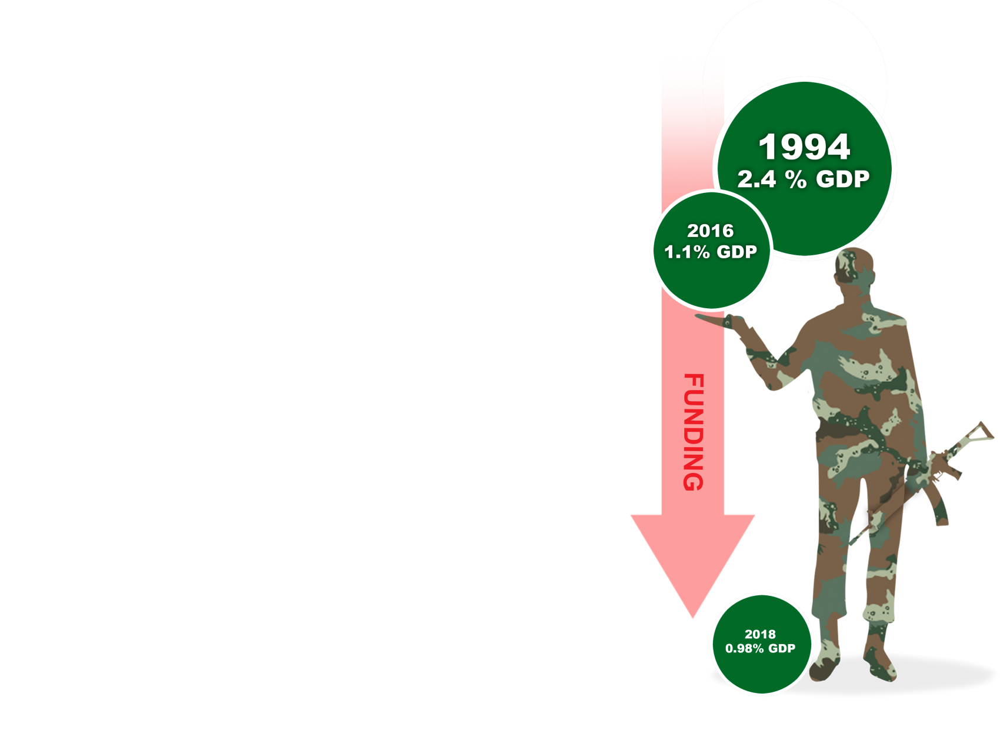 1994
2.4 % GDP
2016
1.1% GDP
FUNDING
2018
0.98% GDP